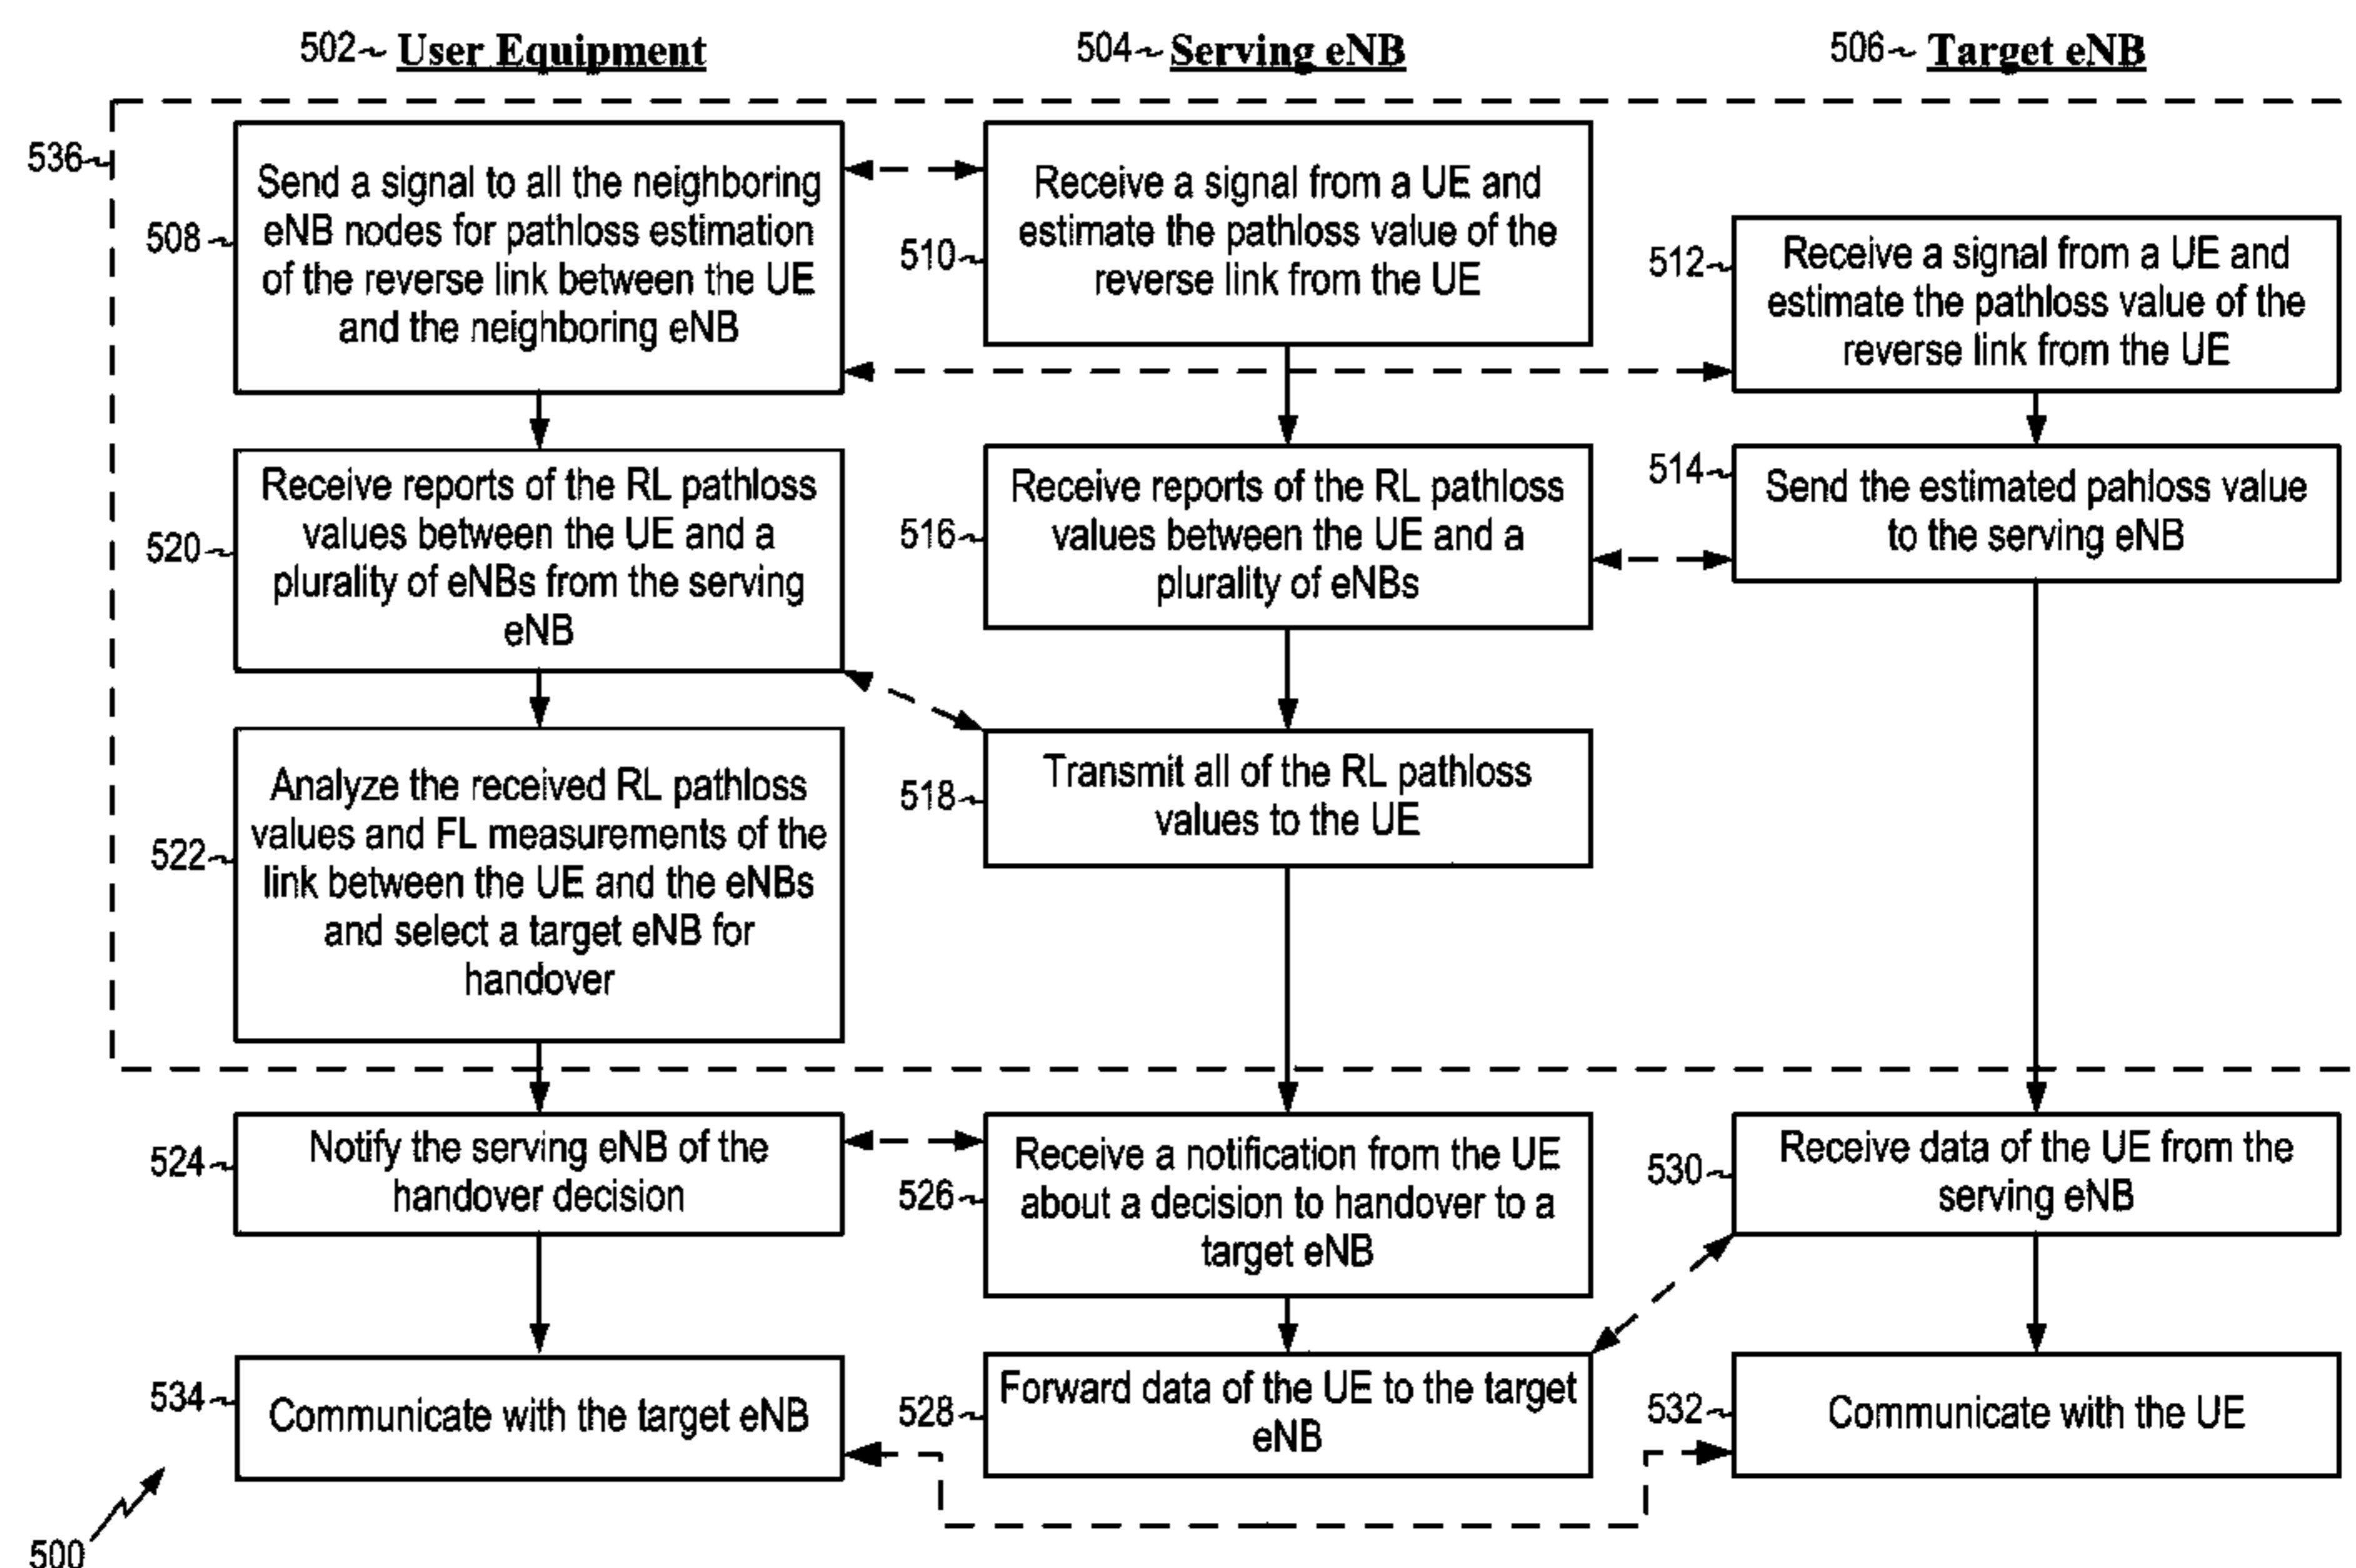 502 User Equipment
504 Serving eNB
506 Target eNB
536
508
Send a signal to all the neighboring
eNB nodes for pathloss estimation
of the reverse link between the UE
and the neighboring eNB
510
Receive a signal from a UE and
estimate the pathloss value of the
reverse link from the UE
512
Receive a signal from a UE and
estimate the pathloss value of the
reverse link from the UE
520
Receive reports of the RL pathloss
values between the UE and a
plurality of eNBs from the serving
eNB
516
Receive reports of the RL pathloss
values between the UE and a
plurality of eNBs
514
Send the estimated pahloss value
to the serving eNB
522
Analyze the received RL pathloss
values and FL measurements of the
link between the UE and the eNBs
and select a target eNB for
handover
518
Transmit all of the RL pathloss
values to the UE
524
Notify the serving eNB of the
handover decision
526
Receive a notification from the UE
about a decision to handover to a
target eNB
530
Receive data of the UE from the
serving eNB
534
Communicate with the target eNB
528
Forward data of the UE to the target
eNB
532
Communicate with the UE
500